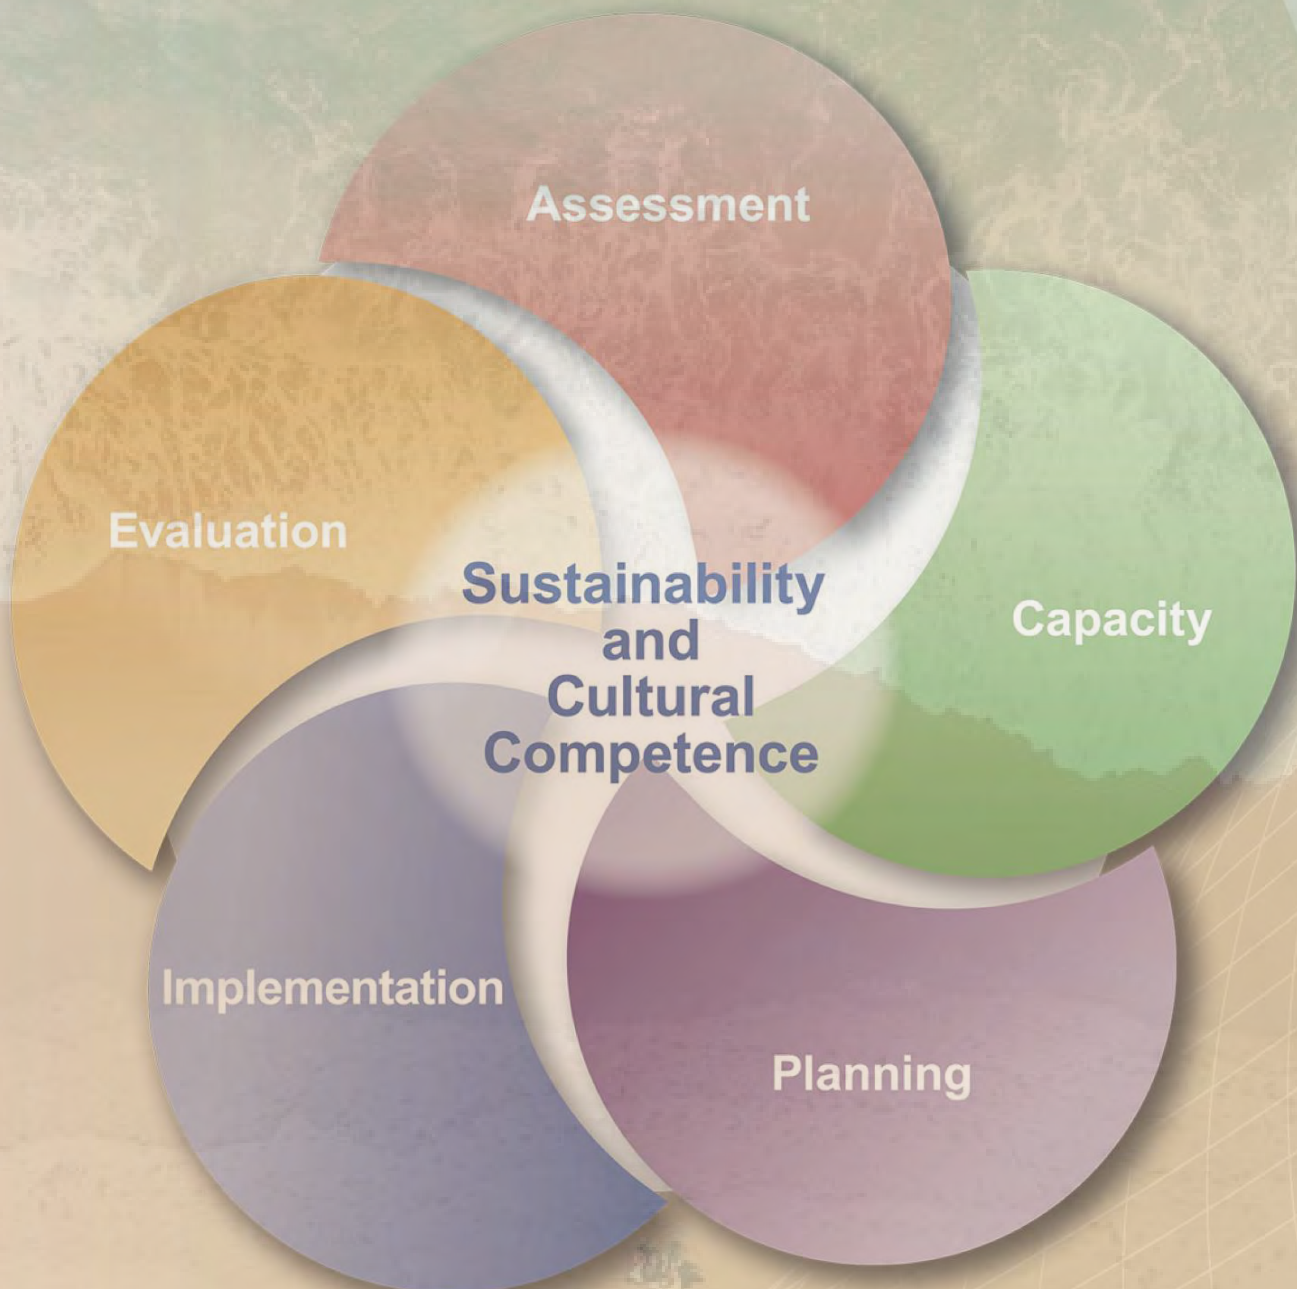 Assessment
Evaluation
Capacity
Sustainability
and
Cultural
Competence
Implementation
Planning